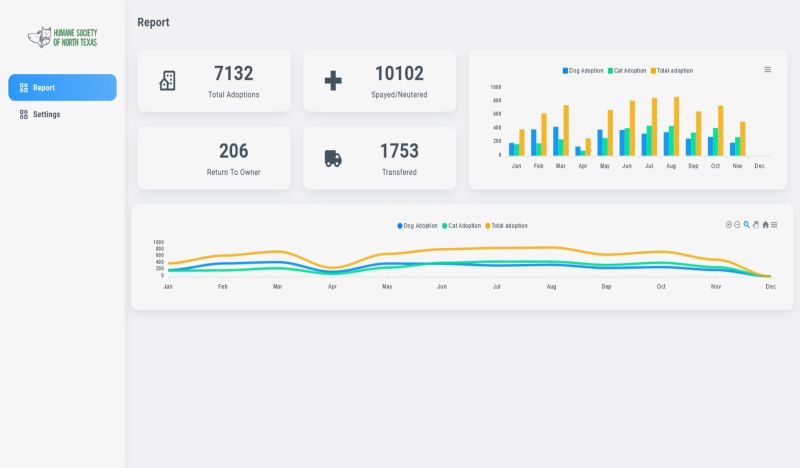 HUMANE SOCIETY
OF NORTH TEXAS
Report
Settings
Report
7132
Total Adoptions
10102
Spayed/Neutered
206
Return To Owner
1753
Transfered
Dog Adoption Cat Adoption Total adoption
1000
800
600
400
200
0
Jan Feb Mar Apr May Jun Jul Aug Sep Oct Nov Dec
Dog Adoption Cat Adoption Total adoption
1000
800
600
400
200
0
Jan Feb Mar Apr May Jun Jul Aug Sep Oct Nov Dec